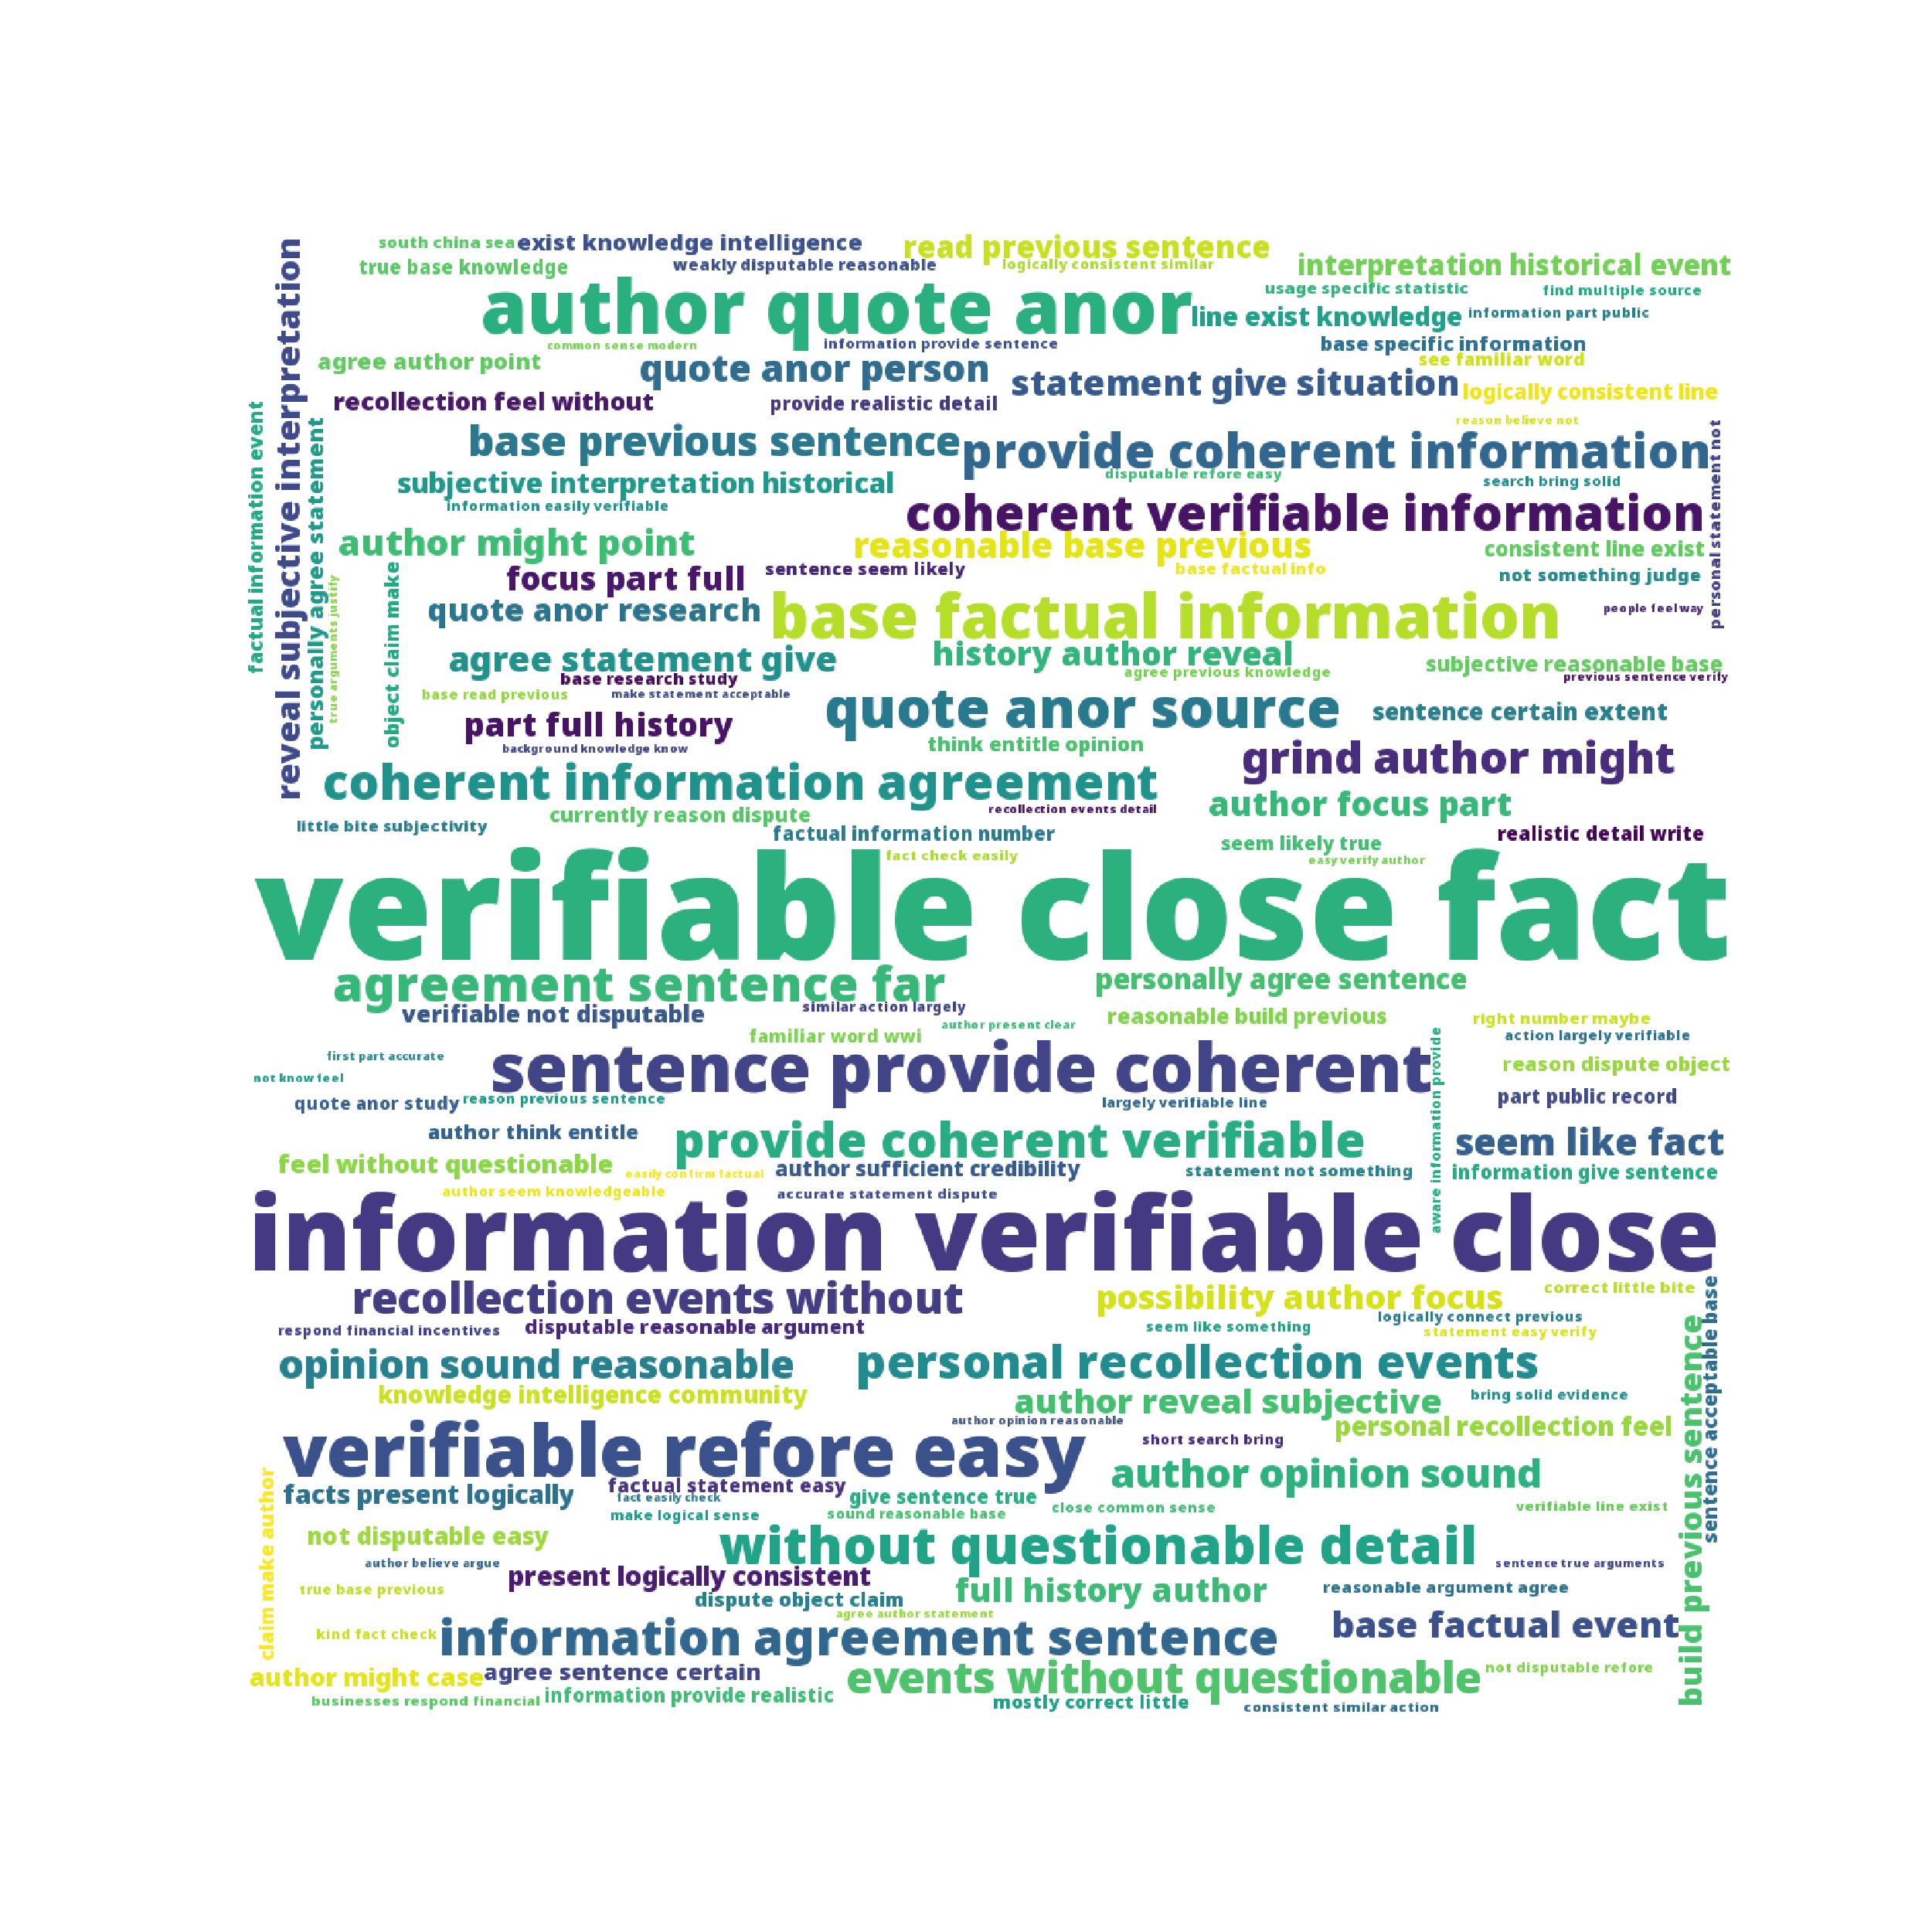 south china sea
exist knowledge intelligence
read previous sentence
true base knowledge
weakly disputable reasonable
logically consistent similar
interpretation historical event
author quote anor
usage specific statistic
find multiple source
line exist knowledge
information part public
common sense modern
information provide sentence
base specific information
agree author point
quote anor person
see familiar word
statement give situation
logically consistent line
recollection feel without
provide realistic detail
reason believe not
reveal subjective interpretation
factual information event
personally agree statement
personal statement not
base previous sentence
provide coherent information
disputable refore easy
search bring solid
subjective interpretation historical
information easily verifiable
coherent verifiable information
author might point
reasonable base previous
consistent line exist
focus part full
sentence seem likely
base factual info
not something judge
true arguments justify
object claim make
quote anor research
base factual information
people feel way
agree statement give
history author reveal
subjective reasonable base
base research study
agree previous knowledge
previous sentence verify
base read previous
make statement acceptable
part full history
quote anor source
sentence certain extent
background knowledge know
think entitle opinion
grind author might
coherent information agreement
recollection events detail
author focus part
currently reason dispute
little bite subjectivity
factual information number
seem likely true
realistic detail write
fact check easily
easy verify author
verifiable close fact
agreement sentence far
personally agree sentence
verifiable not disputable
similar action largely
author present clear
reasonable build previous
right number maybe
familiar word wwi
action largely verifiable
first part accurate
sentence provide coherent
aware information provide
reason dispute object
not know feel
quote anor study
reason previous sentence
largely verifiable line
part public record
author think entitle
provide coherent verifiable
seem like fact
feel without questionable
easily confirm factual
author sufficient credibility
statement not something
information give sentence
author seem knowledgeable
accurate statement dispute
information verifiable close
recollection events without
possibility author focus
correct little bite
sentence acceptable base
build previous sentence
respond financial incentives
disputable reasonable argument
seem like something
logically connect previous
statement easy verify
opinion sound reasonable
personal recollection events
knowledge intelligence community
author reveal subjective
bring solid evidence
author opinion reasonable
personal recollection feel
verifiable refore easy
short search bring
claim make author
author opinion sound
factual statement easy
facts present logically
fact easily check
give sentence true
close common sense
verifiable line exist
make logical sense
sound reasonable base
not disputable easy
without questionable detail
author believe argue
sentence true arguments
present logically consistent
true base previous
full history author
reasonable argument agree
dispute object claim
agree author statement
kind fact check
information agreement sentence
base factual event
author might case
agree sentence certain
events without questionable
not disputable refore
businesses respond financial
information provide realistic
mostly correct little
consistent similar action